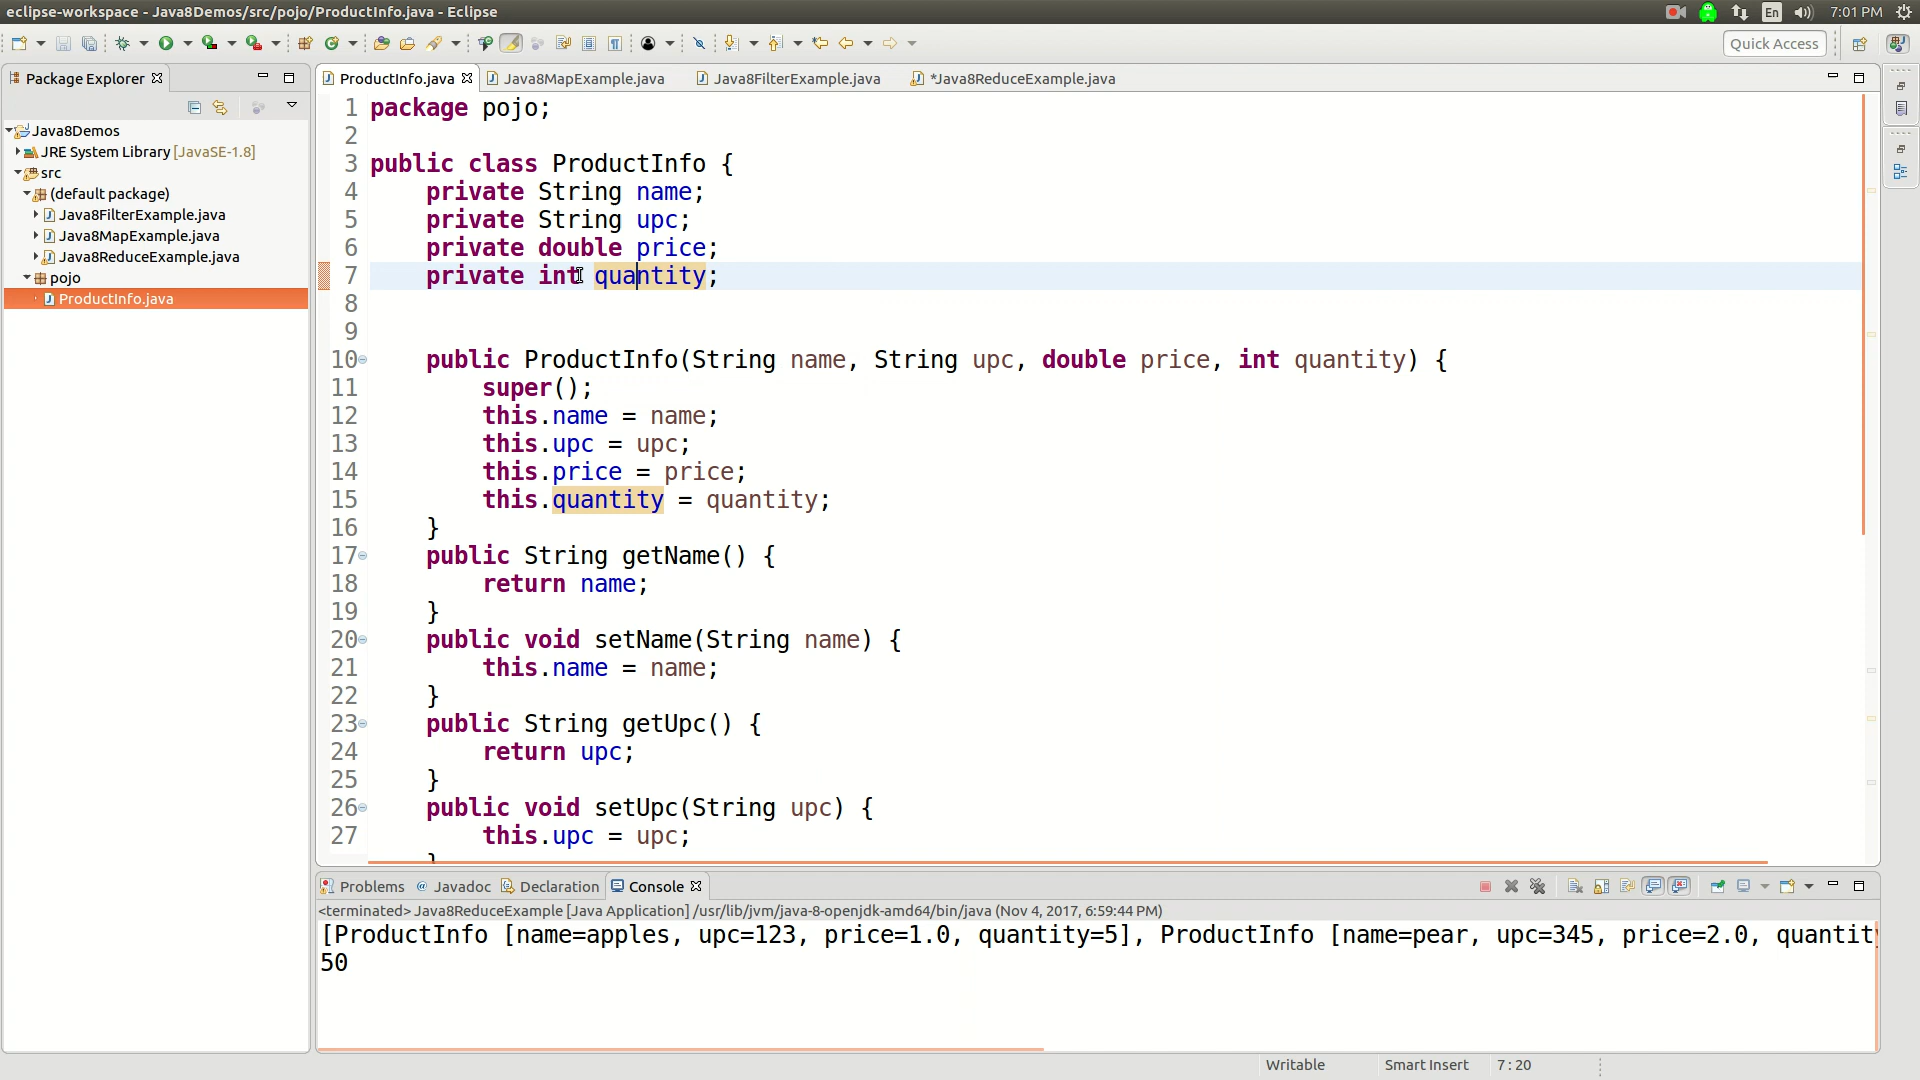 eclipse-workspace - Java8Demos/src/pojo/ProductInfo.java - Eclipse
En
7:01 PM
Quick Access
Package Explorer
Java8Demos
JRE System Library [JavaSE-1.8]
src
(default package)
Java8FilterExample.java
Java8MapExample.java
Java8ReduceExample.java
pojo
ProductInfo.java
ProductInfo.java
Java8MapExample.java
Java8FilterExample.java
*Java8ReduceExample.java
1 package pojo;
2
3 public class ProductInfo {
4 private String name;
5 private String upc;
6 private double price;
7 private int quantity;
8
9
10 public ProductInfo(String name, String upc, double price, int quantity) {
11 super();
12 this.name = name;
13 this.upc = upc;
14 this.price = price;
15 this.quantity = quantity;
16 }
17 public String getName() {
18 return name;
19 }
20 public void setName(String name) {
21 this.name = name;
22 }
23 public String getUpc() {
24 return upc;
25 }
26 public void setUpc(String upc) {
27 this.upc = upc;
Problems
@ Javadoc
Declaration
Console
<terminated> Java8ReduceExample [Java Application] /usr/lib/jvm/java-8-openjdk-amd64/bin/java (Nov 4, 2017, 6:59:44 PM)
[ProductInfo [name=apples, upc=123, price=1.0, quantity=5], ProductInfo [name=pear, upc=345, price=2.0, quantit
50
Writable
Smart Insert
7 : 20